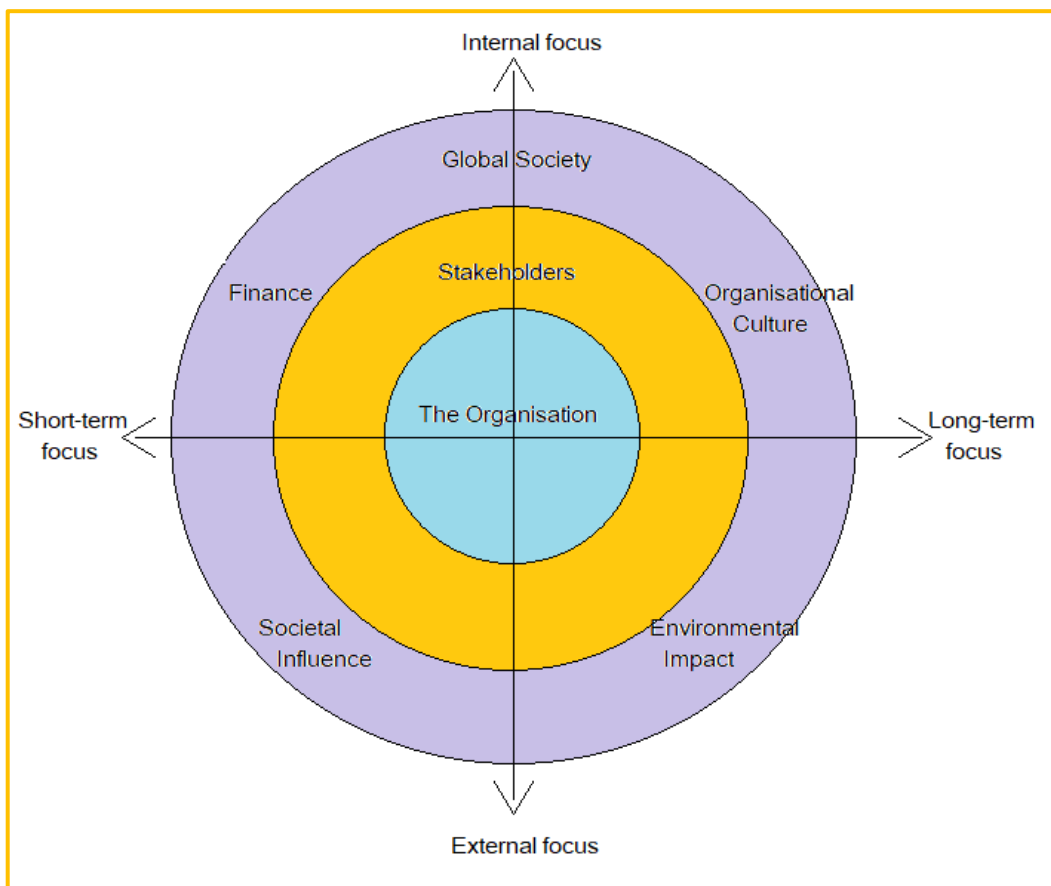 Internal focus
Global Society
Stakeholders
Finance
Organisational
Culture
The Organisation
Short-term
focus
Long-term
focus
Societal
Influence
Environmental
Impact
External focus